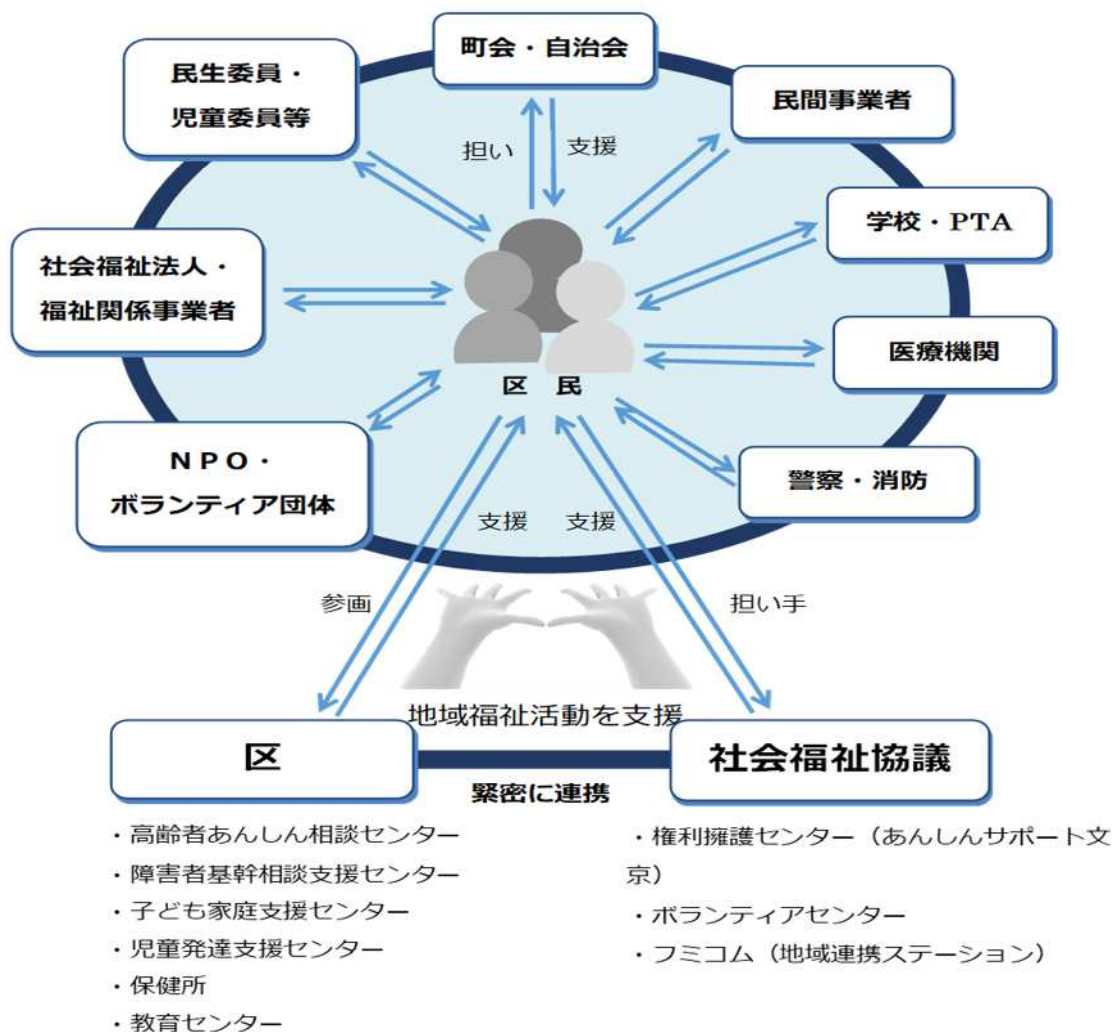 町会・自治会
民生委員・
児童委員等
民間事業者
担い
支援
学校・PTA
社会福祉法人・
福祉関係事業者
医療機関
区 民
NPO・
ボランティア団体
警察・消防
支援
支援
参画
担い手
地域福祉活動を支援
区
社会福祉協議
緊密に連携
・高齢者あんしん相談センター
・障害者基幹相談支援センター
・子ども家庭支援センター
・児童発達支援センター
・保健所
・教育センター
・権利擁護センター（あんしんサポート文
京）
・ボランティアセンター
・フミコム（地域連携ステーション）